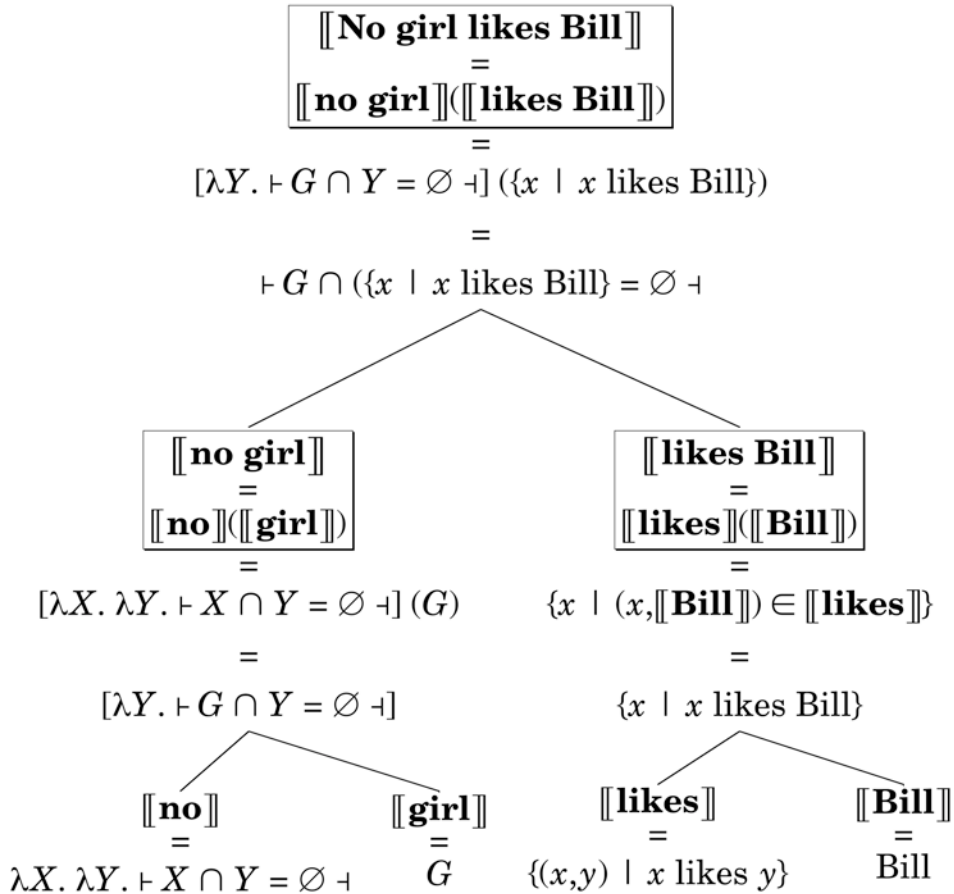 ⟦No girl likes Bill⟧
=
⟦no girl⟧(⟦likes Bill⟧)
=
[λY. ⊢ G ∩ Y = ∅ ⊣] ({x | x likes Bill})
=
⊢ G ∩ ({x | x likes Bill} = ∅ ⊣
⟦no girl⟧
=
⟦no⟧(⟦girl⟧)
=
[λX. λY. ⊢ X ∩ Y = ∅ ⊣] (G)
=
[λY. ⊢ G ∩ Y = ∅ ⊣]
⟦likes Bill⟧
=
⟦likes⟧(⟦Bill⟧)
=
{x | (x,⟦Bill⟧) ∈ ⟦likes⟧}
=
{x | x likes Bill}
⟦no⟧
=
λX. λY. ⊢ X ∩ Y = ∅ ⊣
⟦girl⟧
=
G
⟦likes⟧
=
{(x,y) | x likes y}
⟦Bill⟧
=
Bill